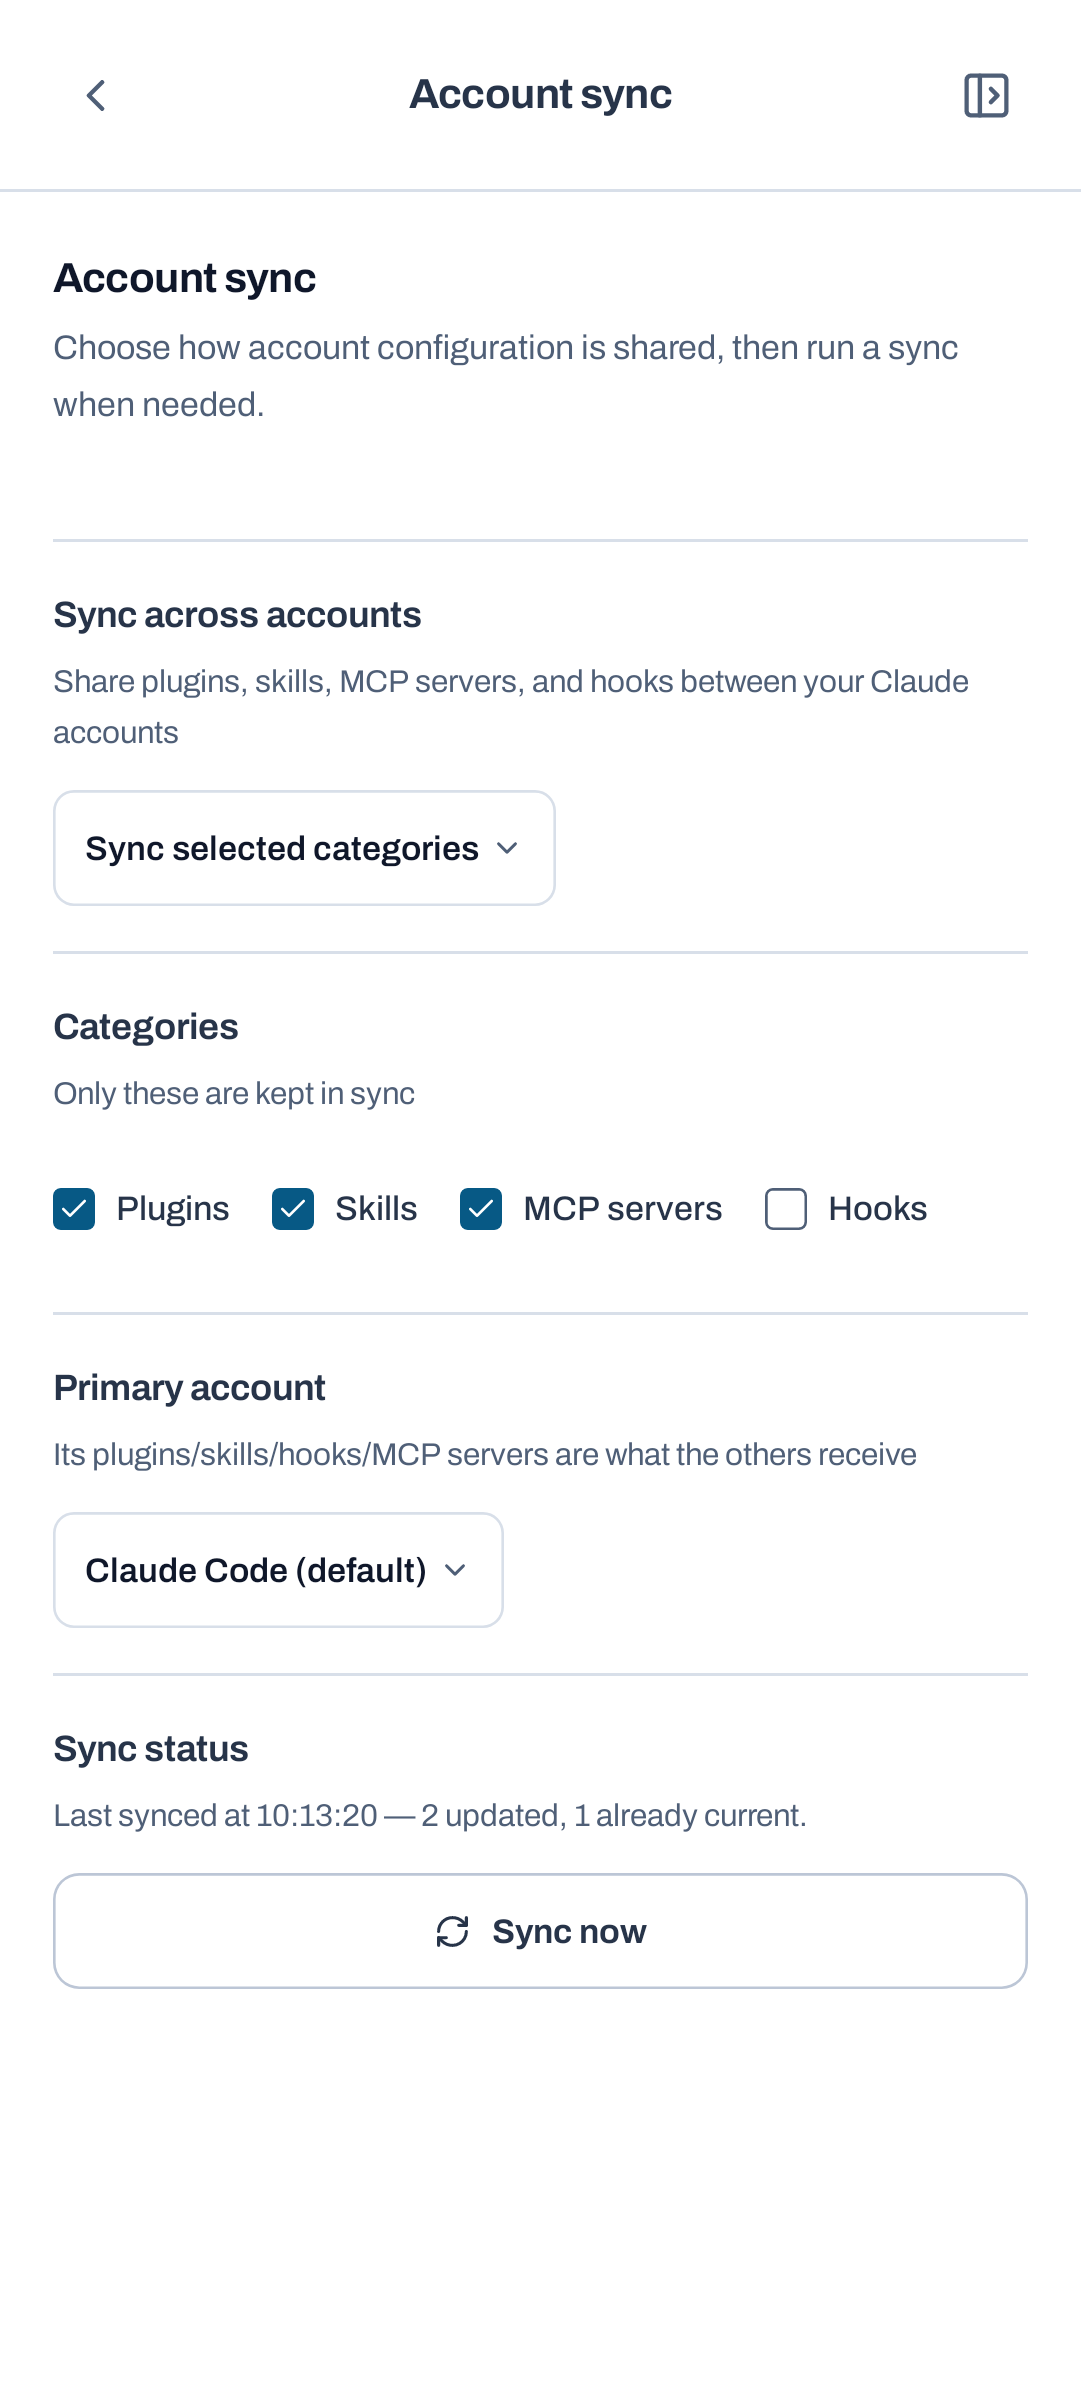 Account sync
Account sync
Choose how account configuration is shared, then run a sync
when needed.
Sync across accounts
Share plugins, skills, MCP servers, and hooks between your Claude
accounts
Sync selected categories
Categories
Only these are kept in sync
Plugins Skills MCP servers Hooks
Primary account
Its plugins/skills/hooks/MCP servers are what the others receive
Claude Code (default)
Sync status
Last synced at 10:13:20 — 2 updated, 1 already current.
Sync now